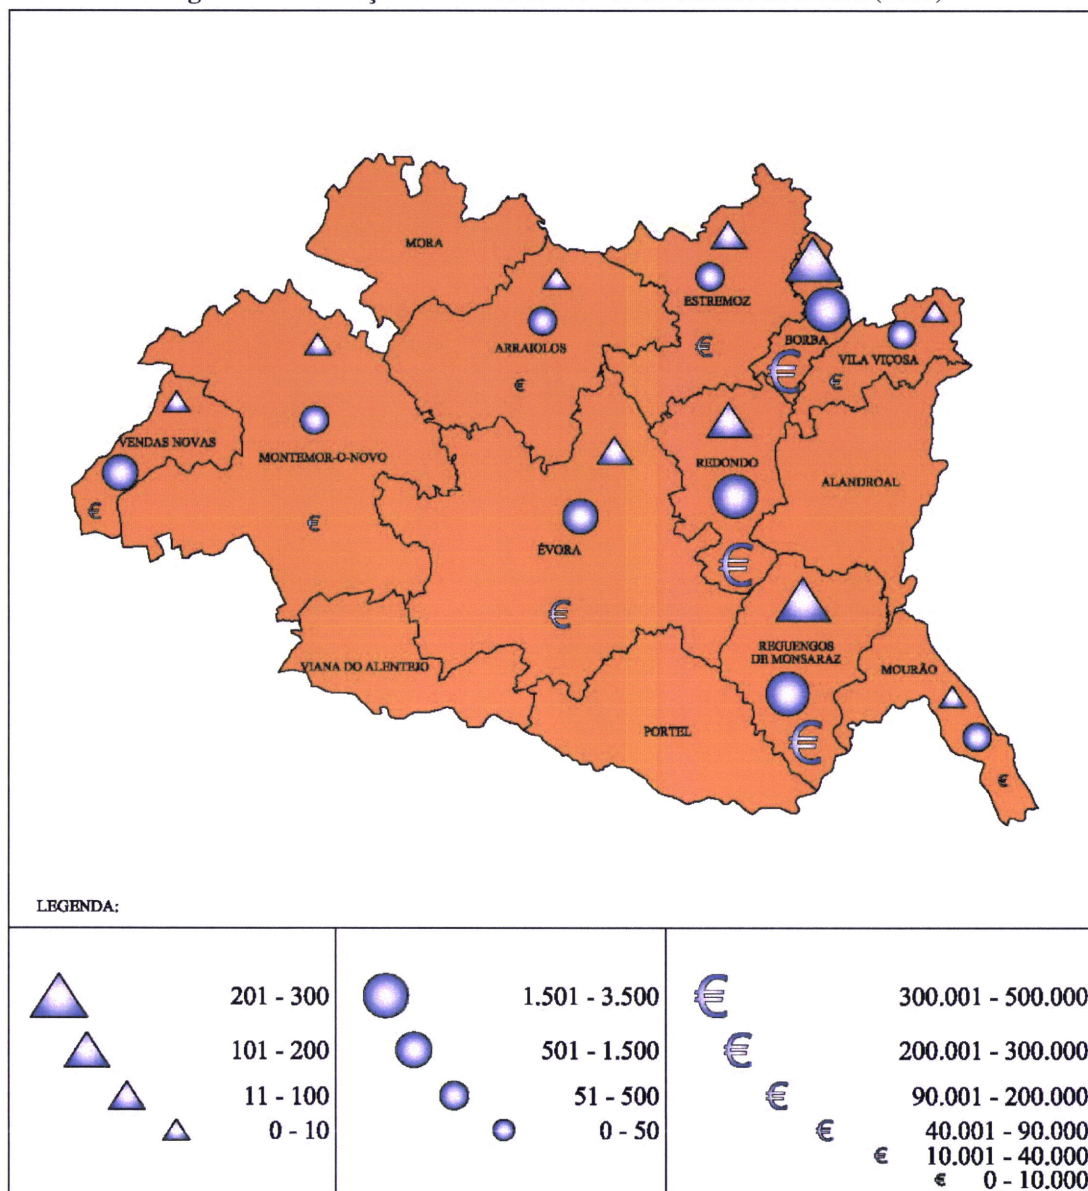 MORA
ESTREMOZ
ARRAIOLOS
BORBA
VILA VIÇOSA
€
€
€
€
VENDAS NOVAS
MONTEMOR-O-NOVO
REDONDO
ALANDROAL
€
€
ÉVORA
€
€
REGUENGOS
DE MONSARAZ
VIANA DO ALENTEJO
MOURÃO
PORTEL
€
€
LEGENDA:
201 - 300
101 - 200
11 - 100
0 - 10
1.501 - 3.500
501 - 1.500
51 - 500
0 - 50
€ 300.001 - 500.000
€ 200.001 - 300.000
€ 90.001 - 200.000
€ 40.001 - 90.000
€ 10.001 - 40.000
€ 0 - 10.000